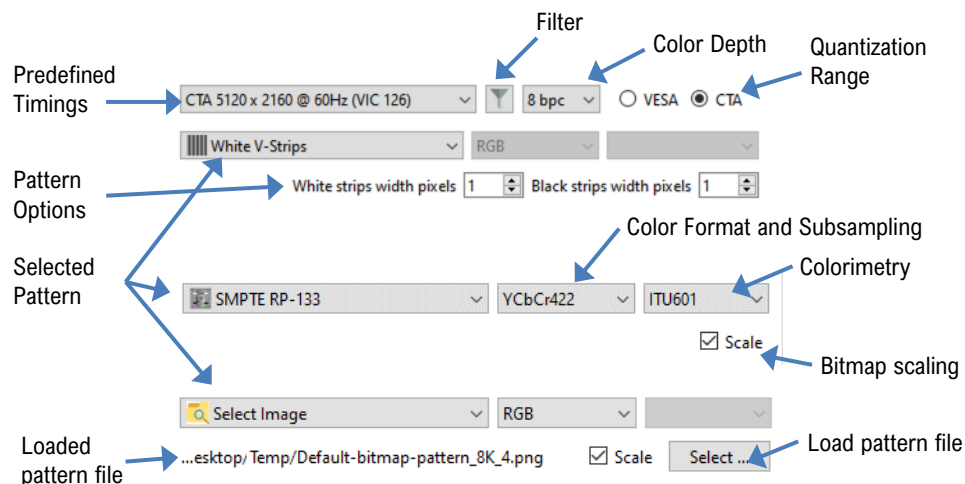 Filter
Color Depth
Quantization
Range
Predefined
Timings
CTA 5120 x 2160 @ 60Hz (VIC 126)
8 bpc
VESA
CTA
White V-Strips
RGB
Pattern
Options
White strips width pixels
1
Black strips width pixels
1
Color Format and Subsampling
Selected
Pattern
Colorimetry
SMPTE RP-133
YCbCr422
ITU601
Scale
Bitmap scaling
Select Image
RGB
Loaded
pattern file
...esktop/Temp/Default-bitmap-pattern_8K_4.png
Scale
Select ...
Load pattern file